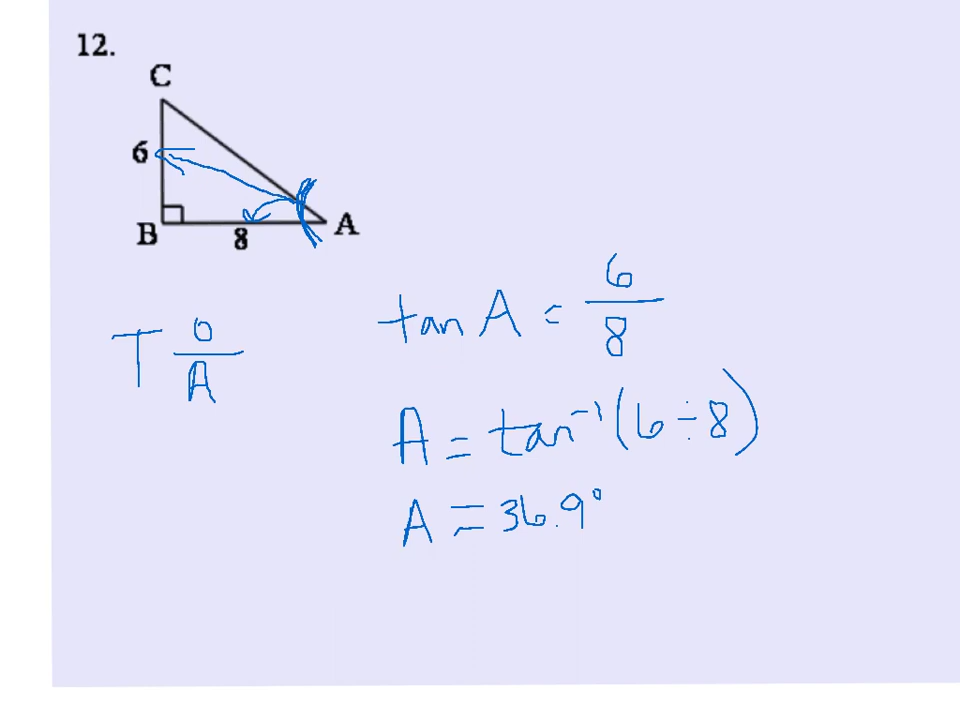 12.
C
6
B
8
A
T O/A
tan A = 6/8
A = tan⁻¹(6÷8)
A = 36.9°